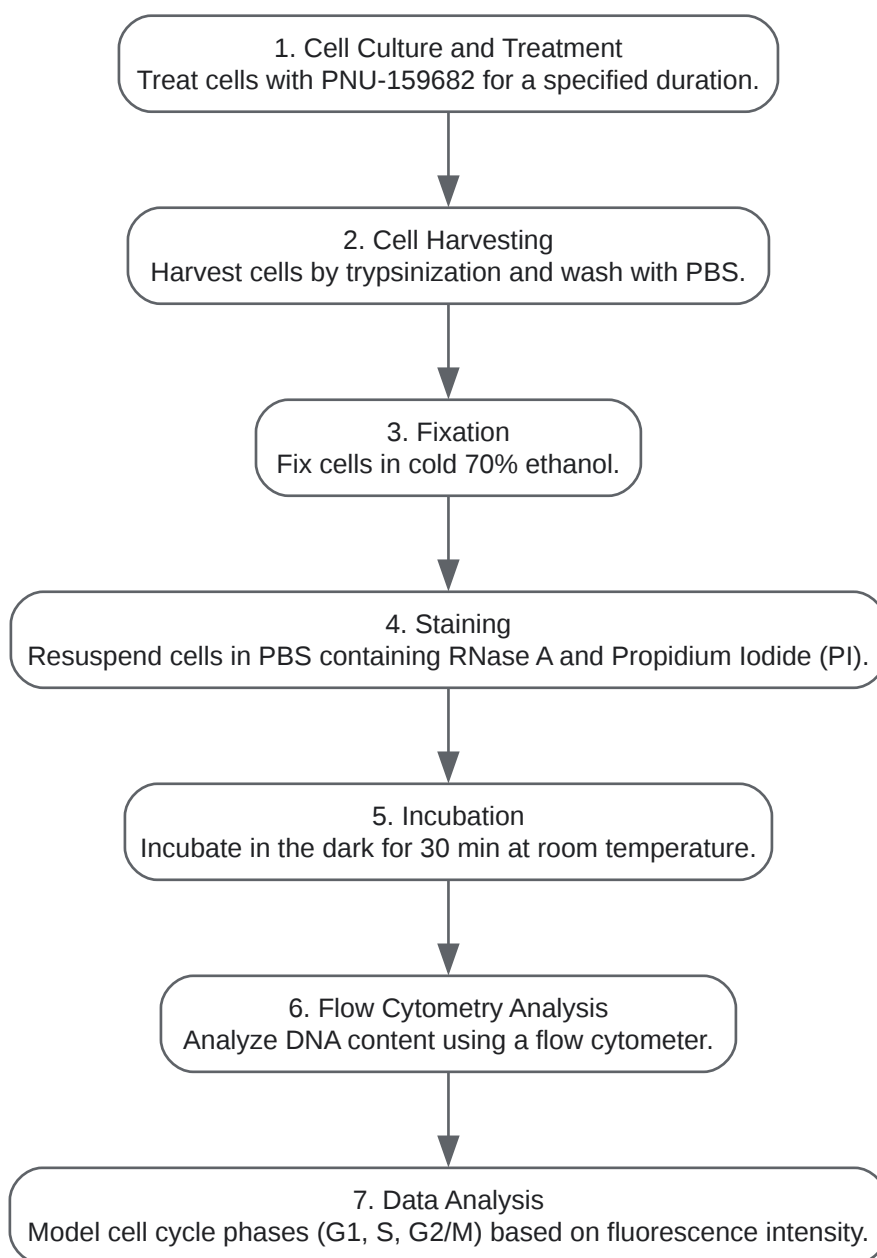 1. Cell Culture and Treatment
Treat cells with PNU-159682 for a specified duration.
2. Cell Harvesting
Harvest cells by trypsinization and wash with PBS.
3. Fixation
Fix cells in cold 70% ethanol.
4. Staining
Resuspend cells in PBS containing RNase A and Propidium Iodide (PI).
5. Incubation
Incubate in the dark for 30 min at room temperature.
6. Flow Cytometry Analysis
Analyze DNA content using a flow cytometer.
7. Data Analysis
Model cell cycle phases (G1, S, G2/M) based on fluorescence intensity.